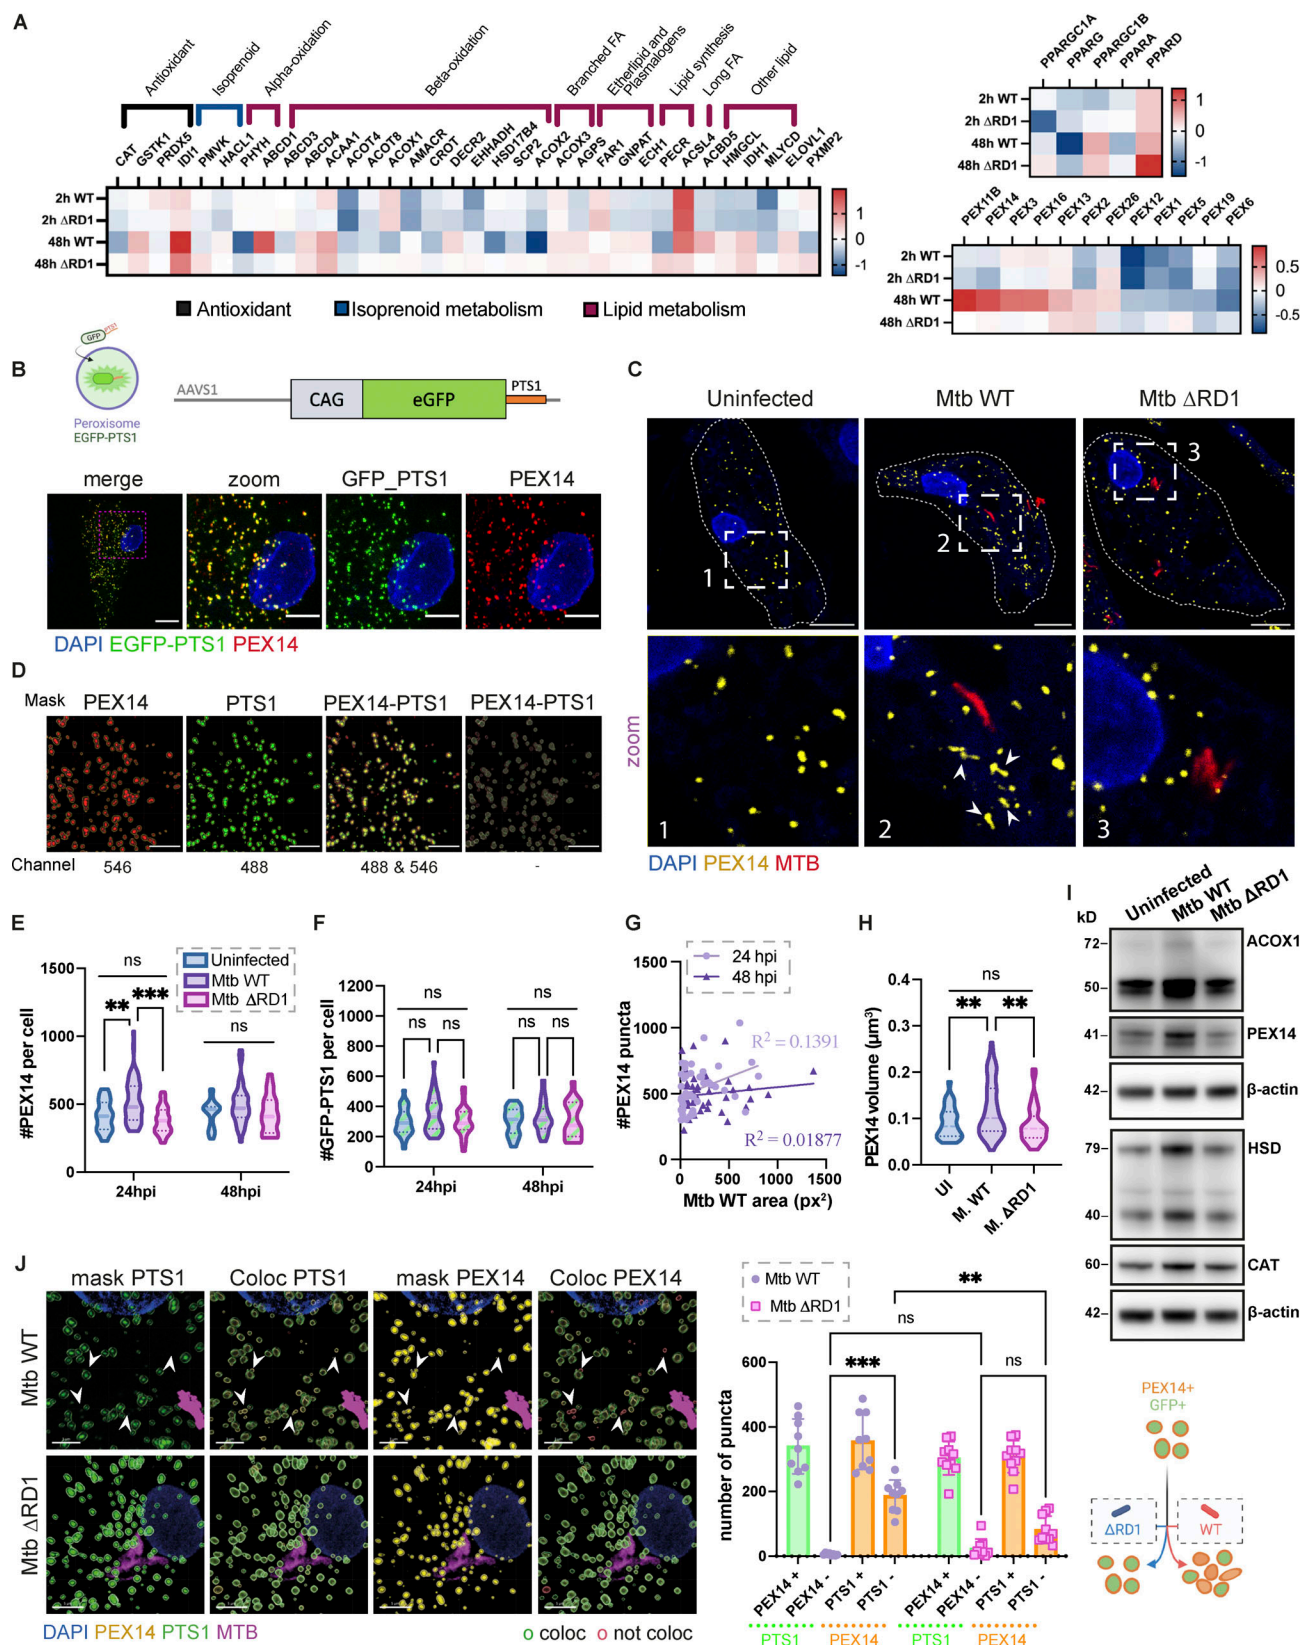 A
Antioxidant
Isoprenoid
Alpha-oxidation
Beta-oxidation
Branched FA
Etherlipid and
Plasmalogens
Lipid synthesis
Long FA
Other lipid
CAT
GSTK1
PRDX5
IDI1
PMVK
HACL1
PHYH
ABCD1
ABCD3
ABCD4
ACAA1
ACOT4
ACOT8
ACOX1
AMACR
CROT
DECR2
EHHADH
HSD17B4
SCP2
ACOX2
ACOX3
AGPS
FAR1
GNPAT
ECH1
PECR
ACSL4
ACBD5
HMGCL
IDH1
MLYCD
ELOVL1
PXMP2
2h WT
2h ΔRD1
48h WT
48h ΔRD1
1
0
-1
Antioxidant
Isoprenoid metabolism
Lipid metabolism
PPARGC1A
PPARG
PPARGC1B
PPARA
PPARD
2h WT
2h ΔRD1
48h WT
48h ΔRD1
1
0
-1
PEX11B
PEX14
PEX3
PEX16
PEX13
PEX2
PEX26
PEX12
PEX1
PEX5
PEX19
PEX6
2h WT
2h ΔRD1
48h WT
48h ΔRD1
0.5
0
-0.5
B
GFP
PTS1
Peroxisome
EGFP-PTS1
AAVS1
CAG
eGFP
PTS1
merge
zoom
GFP_PTS1
PEX14
DAPI EGFP-PTS1 PEX14
C
Uninfected
Mtb WT
Mtb ΔRD1
1
2
3
zoom
1
2
3
DAPI PEX14 MTB
D
Mask
PEX14
PTS1
PEX14-PTS1
PEX14-PTS1
Channel
546
488
488 & 546
-
E
Uninfected
Mtb WT
Mtb ΔRD1
#PEX14 per cell
1500
1000
500
0
ns
**
***
ns
24hpi
48hpi
F
#GFP-PTS1 per cell
1200
1000
800
600
400
200
0
ns
ns
ns
ns
ns
ns
24hpi
48hpi
G
24 hpi
48 hpi
#PEX14 puncta
1500
1000
500
0
R² = 0.1391
R² = 0.01877
0
500
1000
1500
Mtb WT area (px²)
H
PEX14 volume (µm³)
0.4
0.3
0.2
0.1
0.0
ns
**
**
UI
M. WT
M. ΔRD1
I
kD
Uninfected
Mtb WT
Mtb ΔRD1
72
50
ACOX1
41
PEX14
42
β-actin
79
HSD
40
60
CAT
42
β-actin
J
mask PTS1
Coloc PTS1
mask PEX14
Coloc PEX14
Mtb WT
Mtb ΔRD1
DAPI PEX14 PTS1 MTB
o coloc
o not coloc
Mtb WT
Mtb ΔRD1
number of puncta
600
400
200
0
***
ns
**
ns
PEX14 +
PEX14 -
PTS1 +
PTS1 -
PEX14 +
PEX14 -
PTS1 +
PTS1 -
PTS1
PEX14
PTS1
PEX14
PEX14+
GFP+
ΔRD1
WT